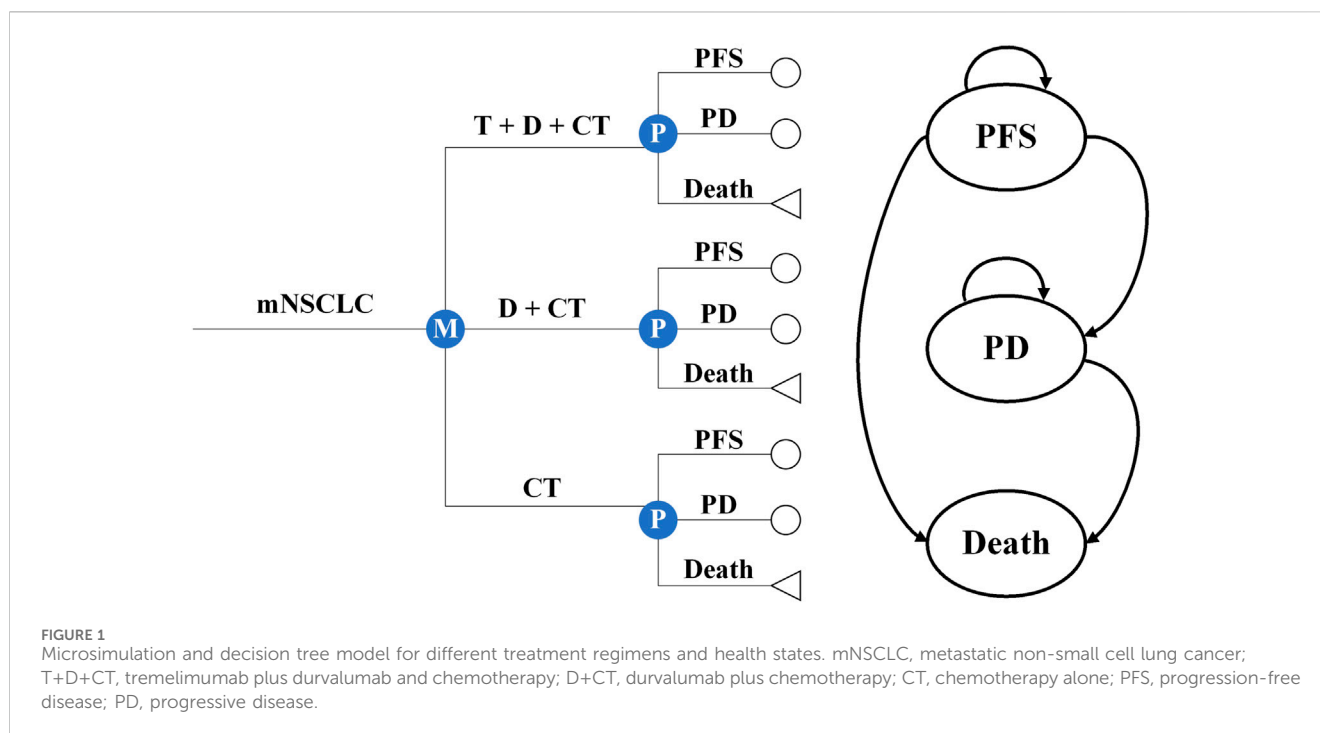 PFS
T + D + CT
P
PD
Death
PFS
mNSCLC
M
D + CT
P
PD
Death
PFS
CT
P
PD
Death
PFS
PD
Death
FIGURE 1
Microsimulation and decision tree model for different treatment regimens and health states. mNSCLC, metastatic non-small cell lung cancer;
T+D+CT, tremelimumab plus durvalumab and chemotherapy; D+CT, durvalumab plus chemotherapy; CT, chemotherapy alone; PFS, progression-free
disease; PD, progressive disease.